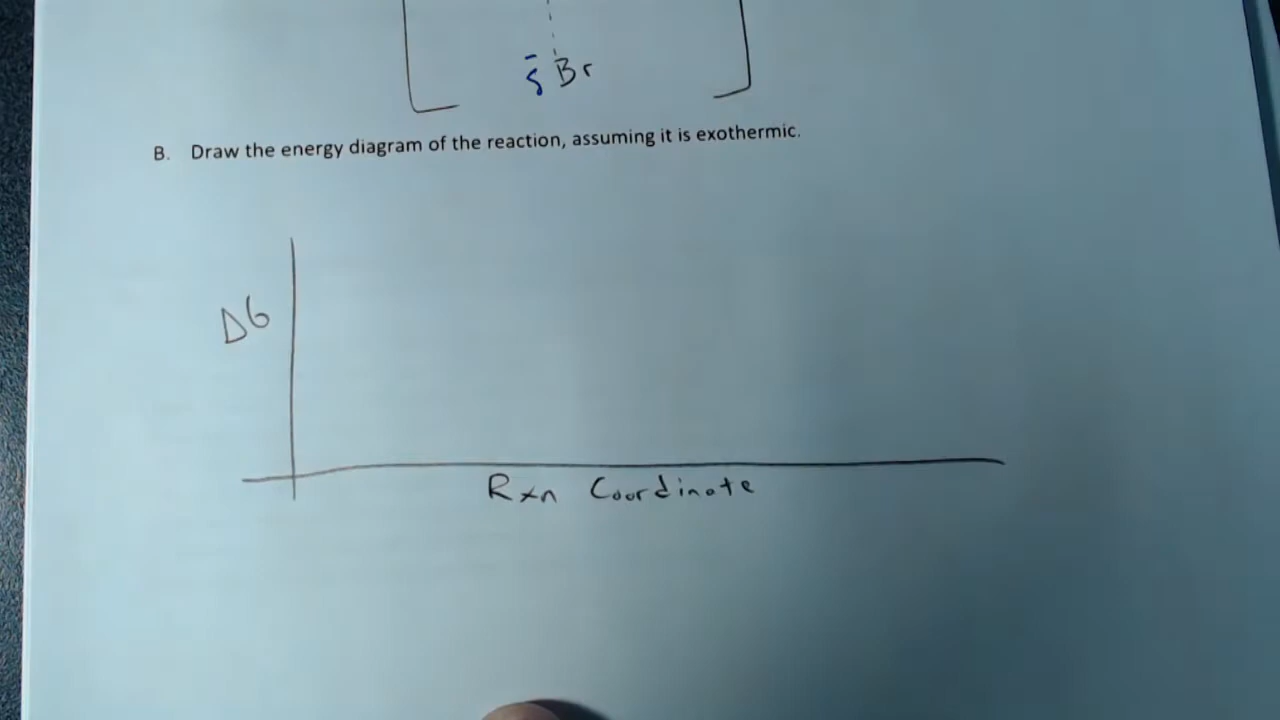 δ- Br
B. Draw the energy diagram of the reaction, assuming it is exothermic.
ΔG
Rxn Coordinate